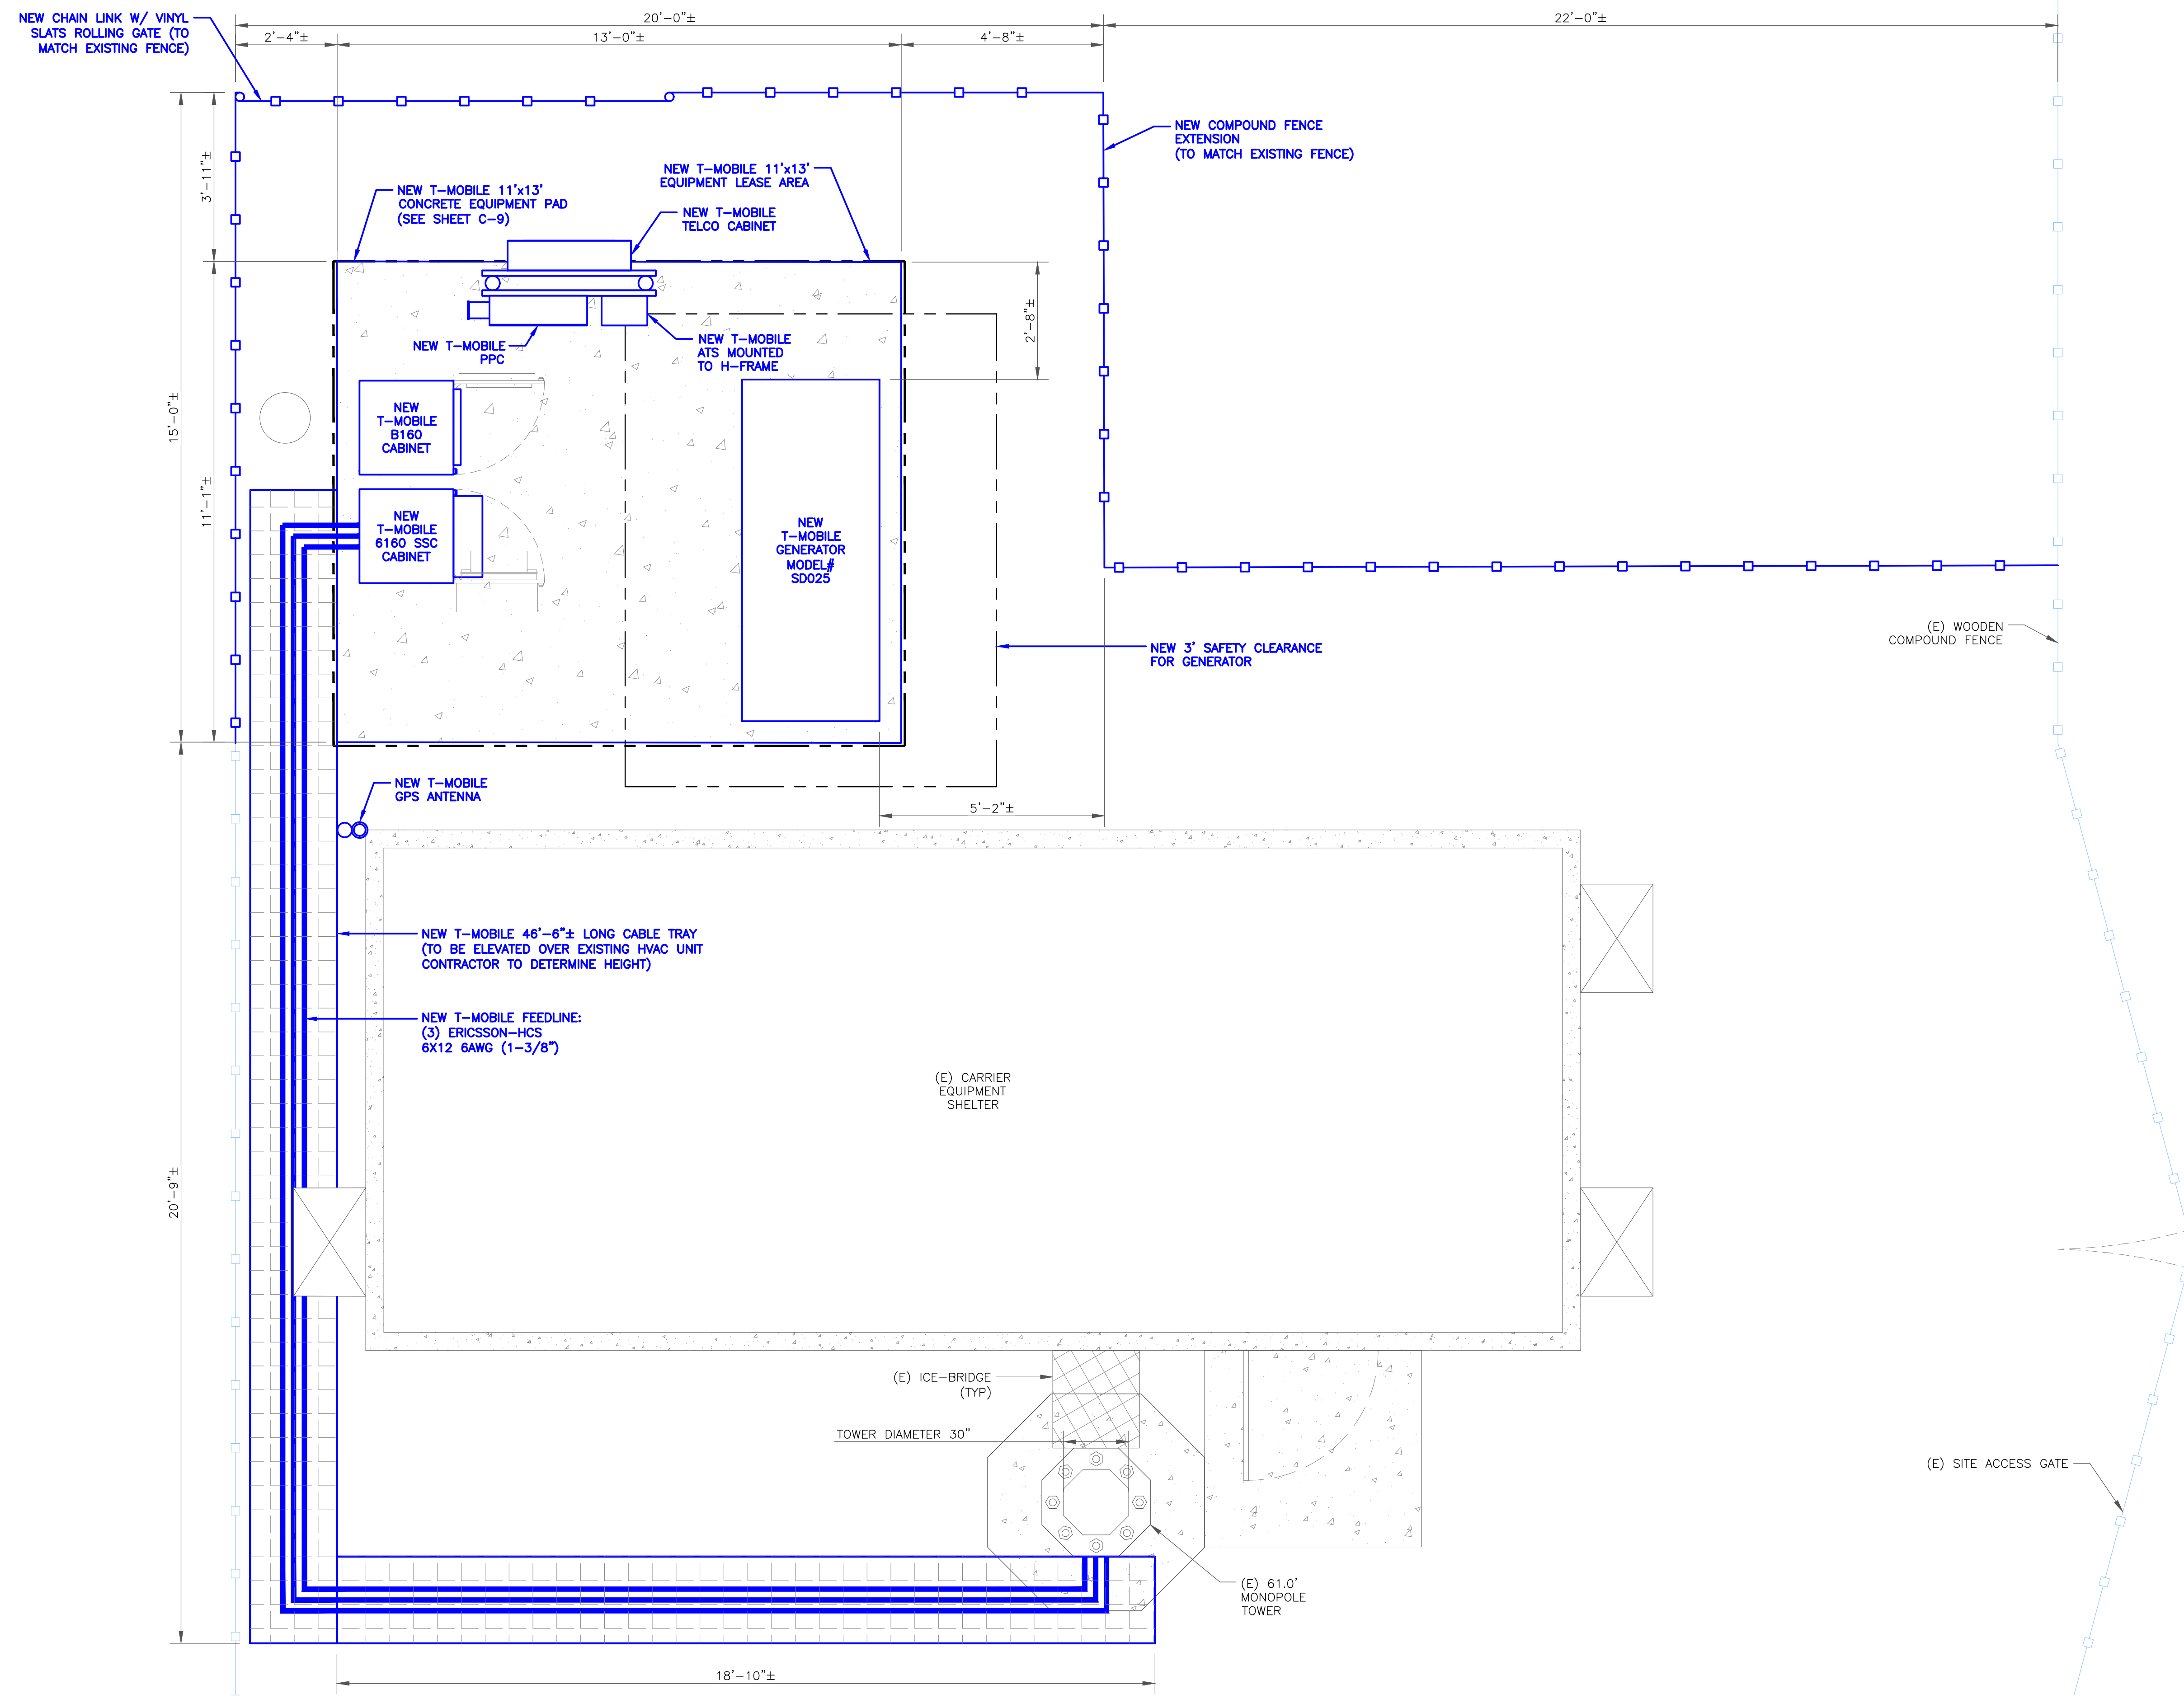 NEW CHAIN LINK W/ VINYL
SLATS ROLLING GATE (TO
MATCH EXISTING FENCE)
20'-0"±
22'-0"±
2'-4"±
13'-0"±
4'-8"±
NEW COMPOUND FENCE
EXTENSION
(TO MATCH EXISTING FENCE)
3'-11"±
NEW T-MOBILE 11'x13'
EQUIPMENT LEASE AREA
NEW T-MOBILE 11'x13'
CONCRETE EQUIPMENT PAD
(SEE SHEET C-9)
NEW T-MOBILE
TELCO CABINET
2'-8"±
NEW T-MOBILE
PPC
NEW T-MOBILE
ATS MOUNTED
TO H-FRAME
15'-0"±
11'-1"±
NEW
T-MOBILE
B160
CABINET
NEW
T-MOBILE
6160 SSC
CABINET
NEW
T-MOBILE
GENERATOR
MODEL#
SD025
(E) WOODEN
COMPOUND FENCE
NEW 3' SAFETY CLEARANCE
FOR GENERATOR
NEW T-MOBILE
GPS ANTENNA
5'-2"±
NEW T-MOBILE 46'-6"± LONG CABLE TRAY
(TO BE ELEVATED OVER EXISTING HVAC UNIT
CONTRACTOR TO DETERMINE HEIGHT)
NEW T-MOBILE FEEDLINE:
(3) ERICSSON-HCS
6X12 6AWG (1-3/8")
(E) CARRIER
EQUIPMENT
SHELTER
20'-9"±
(E) ICE-BRIDGE
(TYP)
TOWER DIAMETER 30"
(E) SITE ACCESS GATE
(E) 61.0'
MONOPOLE
TOWER
18'-10"±